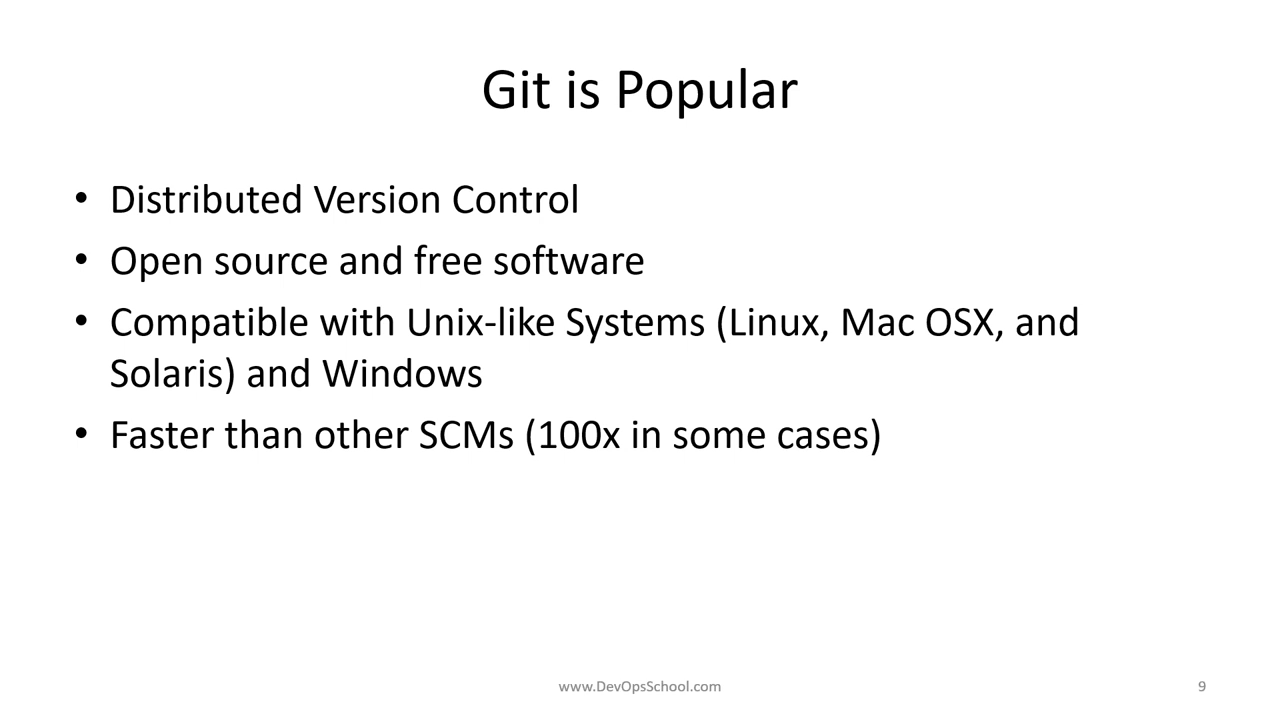 Git is Popular
• Distributed Version Control
• Open source and free software
• Compatible with Unix-like Systems (Linux, Mac OSX, and
Solaris) and Windows
• Faster than other SCMs (100x in some cases)
www.DevOpsSchool.com
9